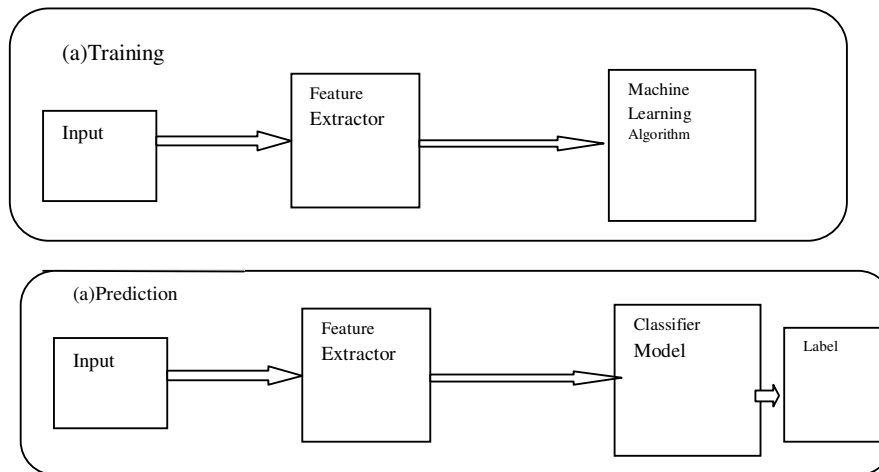 (a)Training
Input
Feature
Extractor
Machine
Learning
Algorithm
(a)Prediction
Input
Feature
Extractor
Classifier
Model
Label